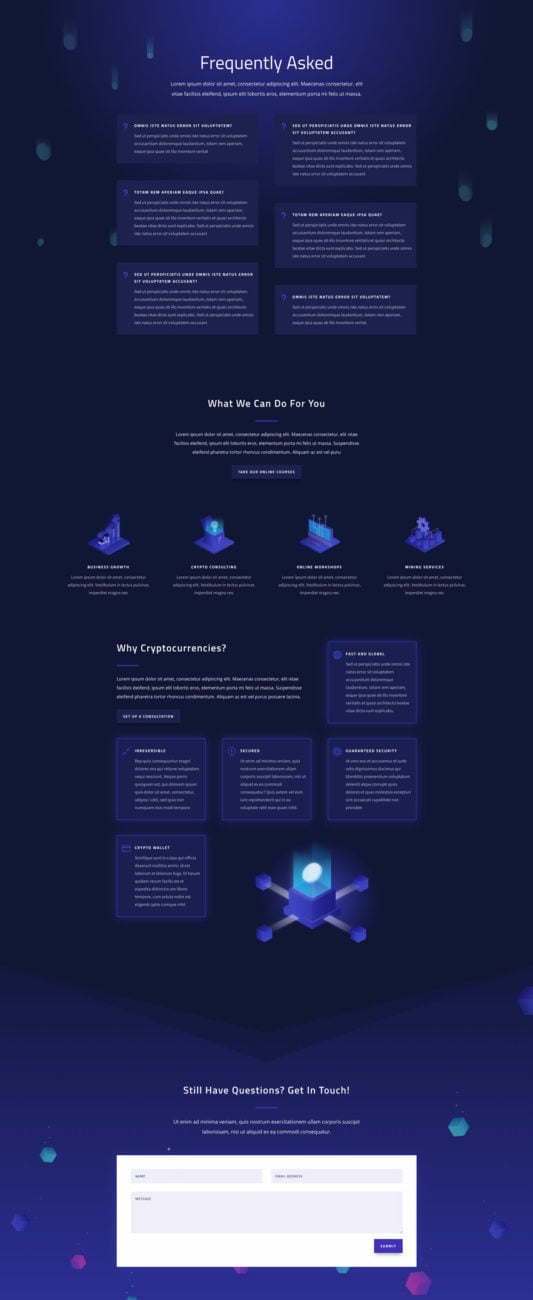 Frequently Asked
Lorem ipsum dolor sit amet, consectetur adipiscing elit. Maecenas consectetur, felis
vitae efficitur eleifend, ipsum elit lobortis eros, elementum porta mi felis ut massa.
OMNIS ISTE NATUS ERROR SIT VOLUPTATEM?
Sed ut perspiciatis unde omnis iste natus error sit voluptatem
accusantium doloremque laudantium, totam rem aperiam,
eaque ipsa quae ab illo inventore veritat
TOTAM REM APERIAM EAQUE IPSA QUAE?
Sed ut perspiciatis unde omnis iste natus error sit voluptatem
accusantium doloremque laudantium, totam rem aperiam,
eaque ipsa quae ab illo inventore veritatis et quasi architecto
beatae vitae dicta sunt explicabo. Sed ut perspiciatis unde omnis
iste natus error sit voluptatem accusant
SED UT PERSPICIATIS UNDE OMNIS ISTE NATUS ERROR
SIT VOLUPTATEM ACCUSANT?
Sed ut perspiciatis unde omnis iste natus error sit voluptatem
accusantium doloremque laudantium, totam rem aperiam,
eaque ipsa quae ab illo inventore veritatis et quasi architecto
beatae vitae dicta sunt explicabo. Sed ut perspiciatis unde omnis
iste natus error sit voluptatem accusant
SED UT PERSPICIATIS UNDE OMNIS ISTE NATUS ERROR
SIT VOLUPTATEM ACCUSANT?
Sed ut perspiciatis unde omnis iste natus error sit voluptatem
accusantium doloremque laudantium, totam rem aperiam,
eaque ipsa quae ab illo inventore veritatis et quasi architecto
beatae vitae dicta sunt explicabo. Sed ut perspiciatis unde omnis
iste natus error sit voluptatem accusant
TOTAM REM APERIAM EAQUE IPSA QUAE?
Sed ut perspiciatis unde omnis iste natus error sit voluptatem
accusantium doloremque laudantium, totam rem aperiam,
eaque ipsa quae ab illo inventore veritatis et quasi architecto
beatae vitae dicta sunt explicabo. Sed ut perspiciatis unde omnis
iste natus error sit voluptatem accusant
OMNIS ISTE NATUS ERROR SIT VOLUPTATEM?
Sed ut perspiciatis unde omnis iste natus error sit voluptatem
accusantium doloremque laudantium, totam rem aperiam,
eaque ipsa quae ab illo inventore veritat
What We Can Do For You
Lorem ipsum dolor sit amet, consectetur adipiscing elit. Maecenas consectetur, felis vitae
efficitur eleifend, ipsum elit lobortis eros, elementum porta mi felis ut massa. Suspendisse
eleifend pharetra tortor rhoncus condimentum. Aliquam ac est vel puru
TAKE OUR ONLINE COURSES
BUSINESS GROWTH
Lorem ipsum dolor sit amet, consectetur
adipiscing elit. Vestibulum in lectus pulvinar,
imperdiet magna nec
CRYPTO CONSULTING
Lorem ipsum dolor sit amet, consectetur
adipiscing elit. Vestibulum in lectus pulvinar,
imperdiet magna nec
ONLINE WORKSHOPS
Lorem ipsum dolor sit amet, consectetur
adipiscing elit. Vestibulum in lectus pulvinar,
imperdiet magna nec
MINING SERVICES
Lorem ipsum dolor sit amet, consectetur
adipiscing elit. Vestibulum in lectus pulvinar,
imperdiet magna nec
Why Cryptocurrencies?
Lorem ipsum dolor sit amet, consectetur adipiscing elit. Maecenas consectetur, felis vitae
efficitur eleifend, ipsum elit lobortis eros, elementum porta mi felis ut massa. Suspendisse
eleifend pharetra tortor rhoncus condimentum. Aliquam ac est vel purus posuere lacinia.
SET UP A CONSULTATION
FAST AND GLOBAL
Sed ut perspiciatis unde omnis iste
natus error sit voluptatem
accusantium doloremque
laudantium, totam rem aperiam,
eaque ipsa quae ab illo inventore
veritatis et quasi architecto beatae
vitae dicta sunt explicabo.
IRREVERSIBLE
Rep quia consequuntur magni
dolores eos qui ratione voluptatem
sequi nesciunt. Neque porro
quisquam est, qui dolorem ipsum
quia dolor sit amet, consectetur,
adipisci velit, sed quia non
numquam eius modi tempore
SECURED
Ut enim ad minima veniam, quis
nostrum exercitationem ullam
corporis suscipit laboriosam, nisi ut
aliquid ex ea commodi
consequatur? Quis autem vel eum
iure reprehenderit qui in ea
voluptate velit esse quam nihil.
GUARANTEED SECURITY
At vero eos et accusamus et iusto
odio dignissimos ducimus qui
blanditiis praesentium voluptatum
deleniti atque corrupti quos
dolores et quas molestias excepturi
sint occaecati cupiditate non
provident
CRYPTO WALLET
Similique sunt in culpa qui officia
deserunt mollitia animi, id est
laborum et dolorum fuga. Et harum
quidem rerum facilis est et
expedita distinctio am libero
tempore, cum soluta nobis est
eligendi optio cumque nihil
Still Have Questions? Get In Touch!
Ut enim ad minima veniam, quis nostrum exercitationem ullam corporis suscipit
laboriosam, nisi ut aliquid ex ea commodi consequatur.
NAME
EMAIL ADDRESS
MESSAGE
SUBMIT